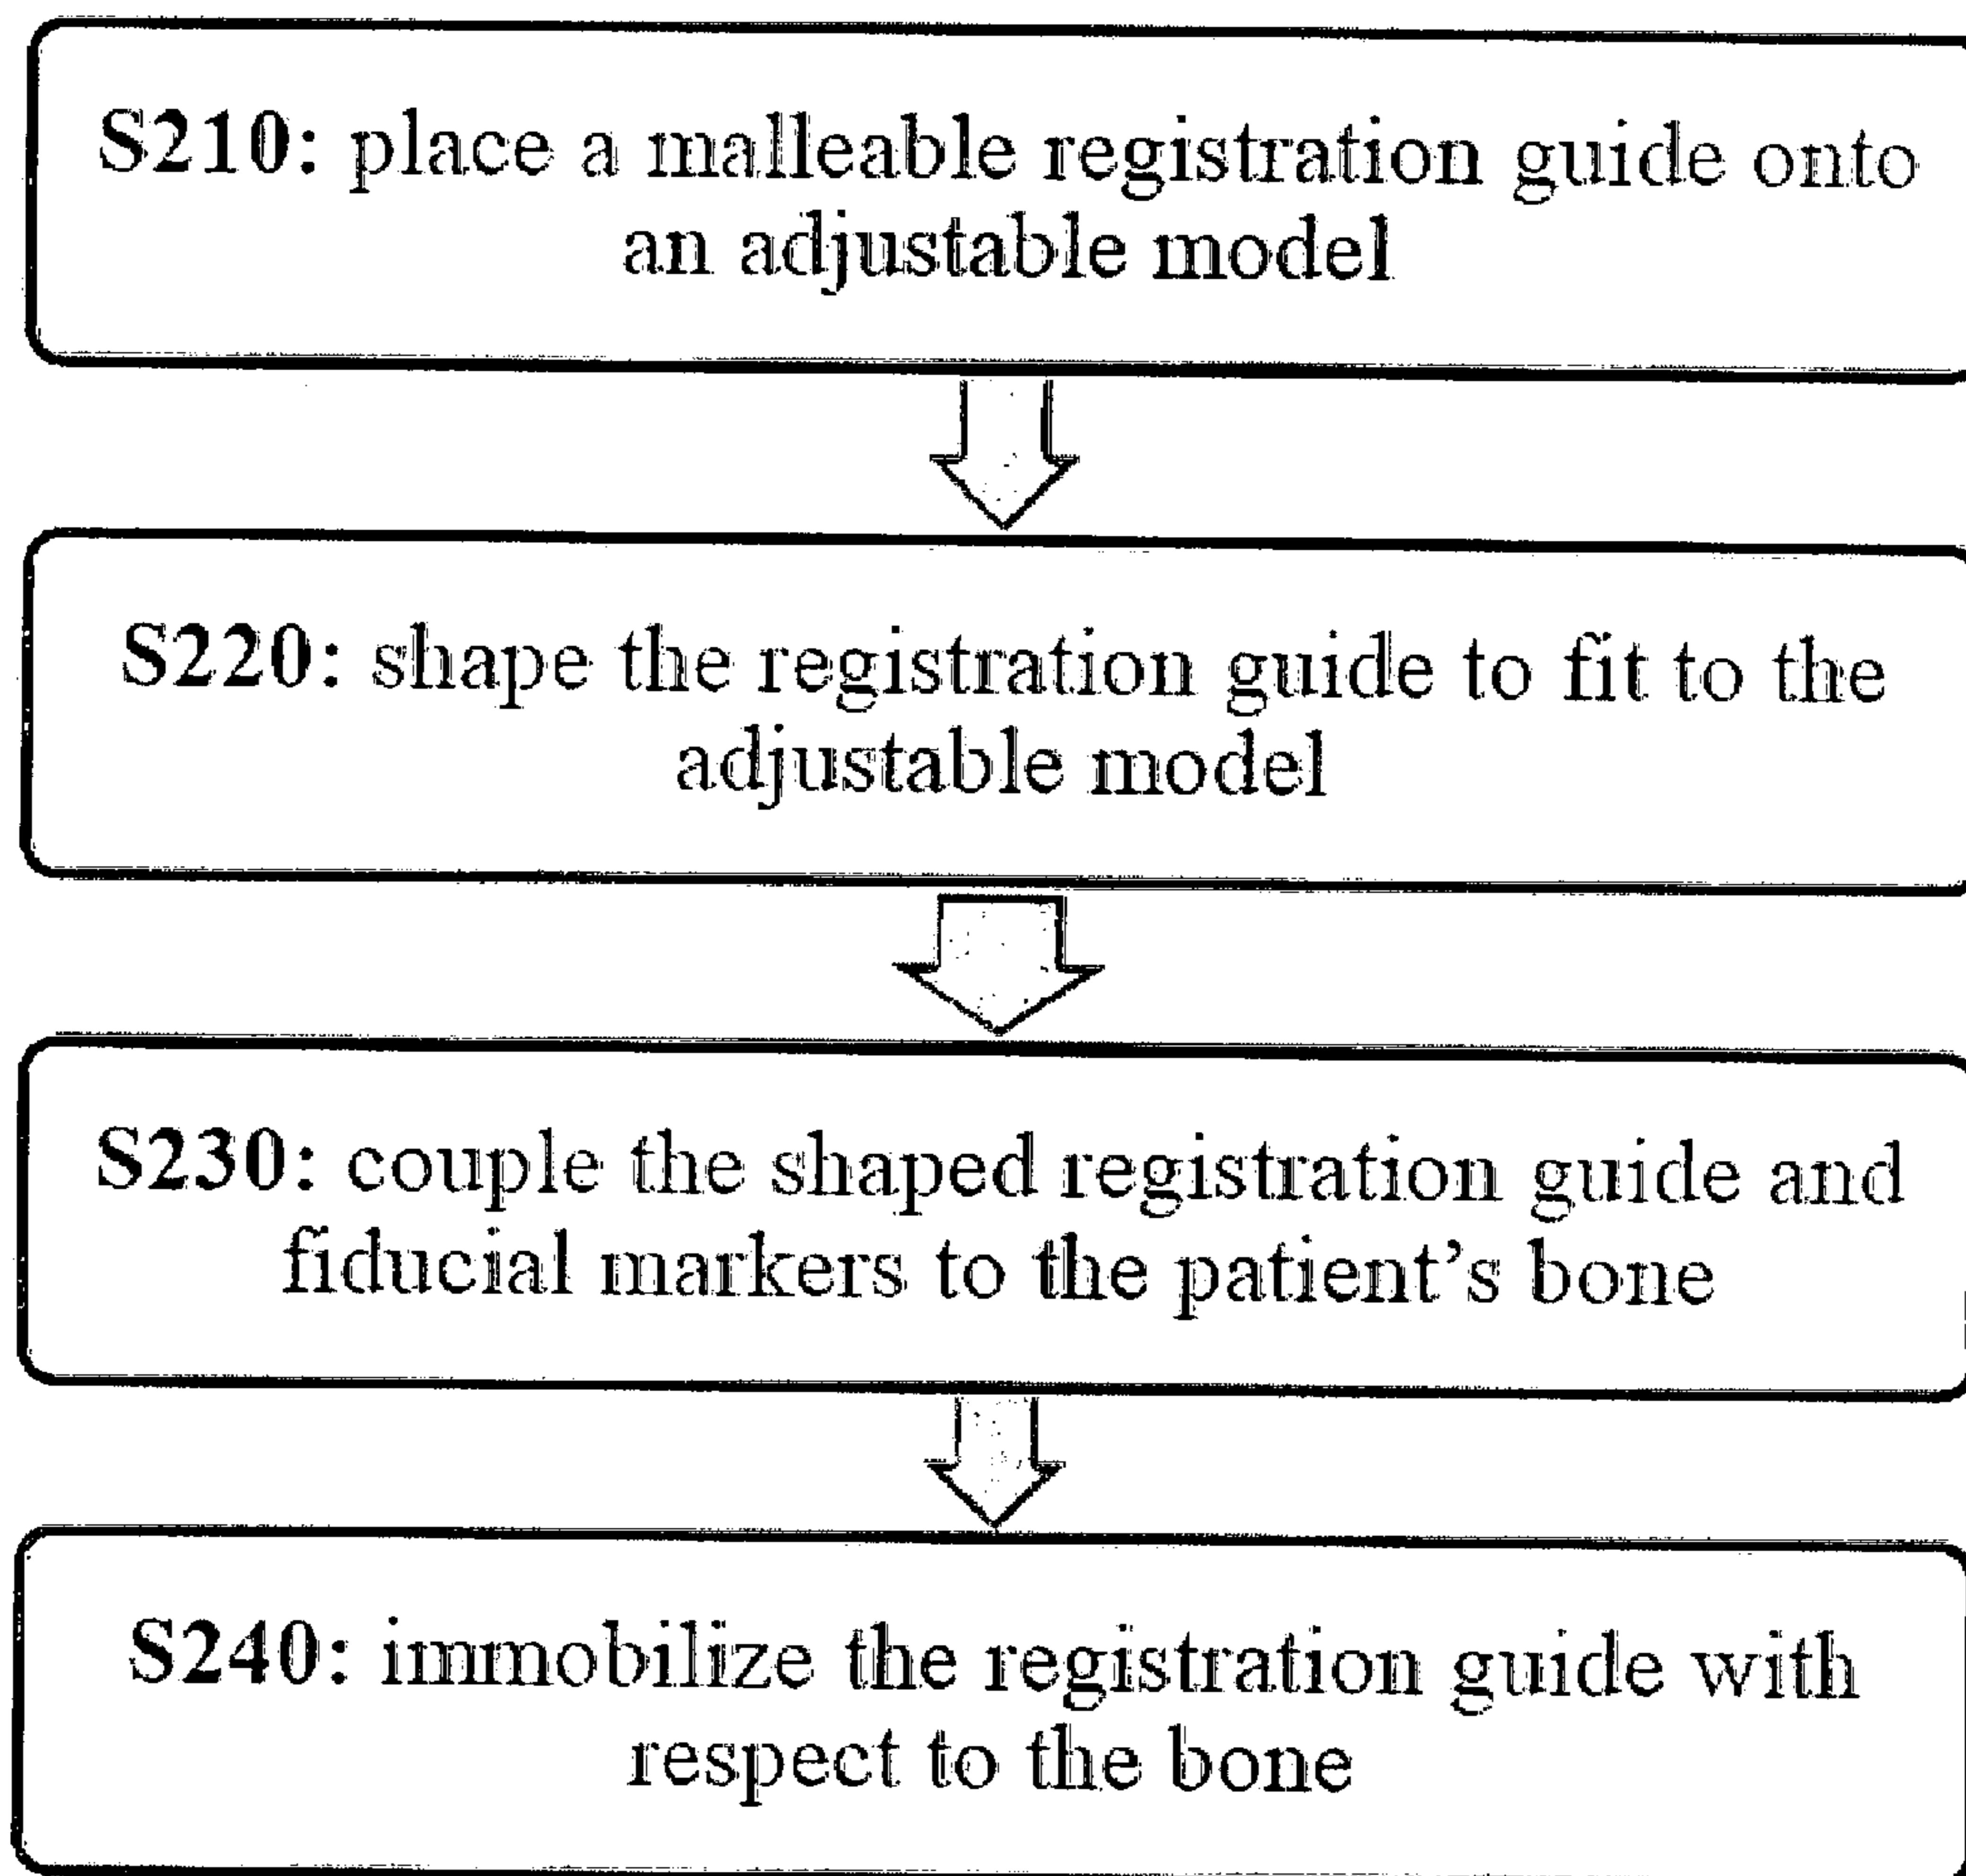 S210: place a malleable registration guide onto
an adjustable model
S220: shape the registration guide to fit to the
adjustable model
S230: couple the shaped registration guide and
fiducial markers to the patient’s bone
S240: immobilize the registration guide with
respect to the bone